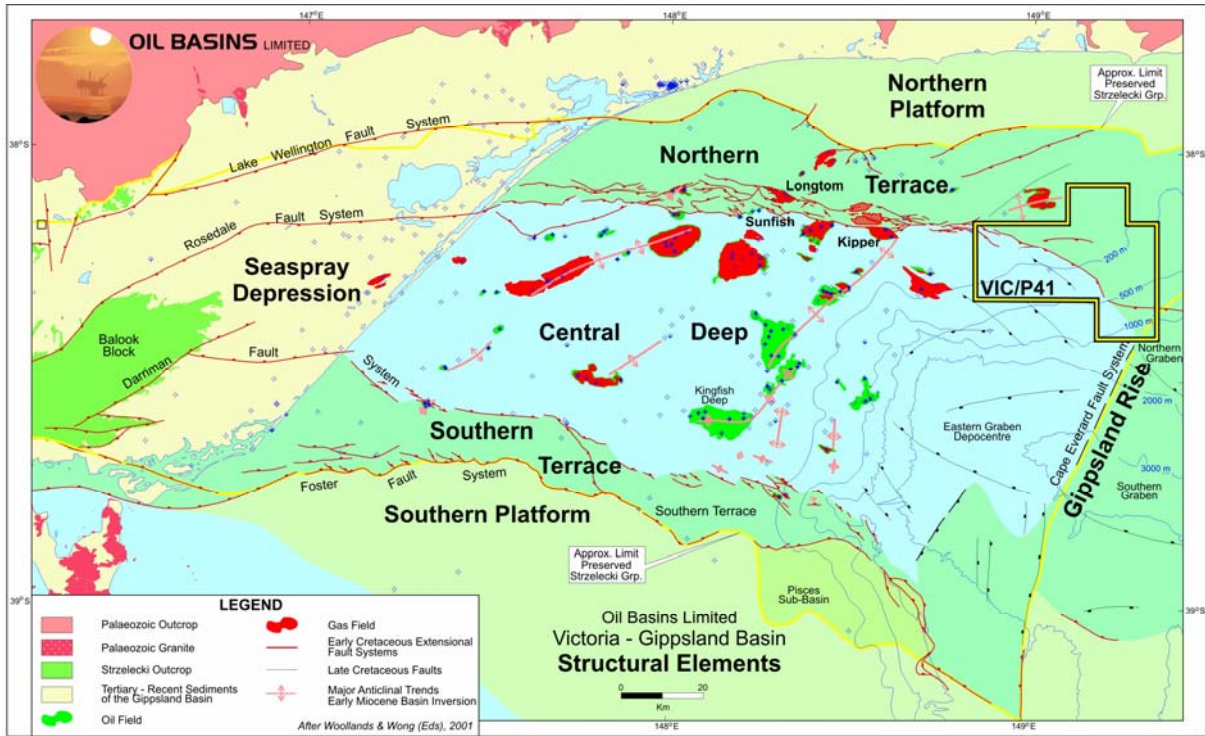 OIL BASINS LIMITED
147°E
148°E
149°E
38°S
38°S
39°S
39°S
148°E
149°E
Northern
Platform
Approx. Limit
Preserved
Strzelecki Grp.
Lake Wellington Fault System
Northern
Terrace
Longtom
Sunfish
Kipper
Rosedale Fault System
Seaspray
Depression
VIC/P41
200 m
500 m
1000 m
2000 m
3000 m
Central Deep
Balook
Block
Darriman Fault System
Kingfish
Deep
Northern
Graben
Eastern Graben
Depocentre
Cape Everard Fault System
Gippsland Rise
Southern
Graben
Southern
Terrace
Foster Fault System
Southern Terrace
Southern Platform
Approx. Limit
Preserved
Strzelecki Grp.
Pisces
Sub-Basin
Oil Basins Limited
Victoria - Gippsland Basin
Structural Elements
0 20
Km
LEGEND
Palaeozoic Outcrop
Palaeozoic Granite
Strzelecki Outcrop
Tertiary - Recent Sediments
of the Gippsland Basin
Oil Field
Gas Field
Early Cretaceous Extensional
Fault Systems
Late Cretaceous Faults
Major Anticlinal Trends
Early Miocene Basin Inversion
After Woollands & Wong (Eds), 2001